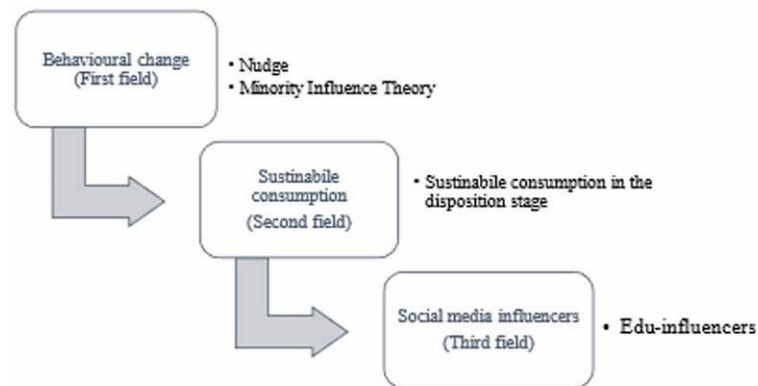 Behavioural change
(First field)
• Nudge
• Minority Influence Theory
Sustinabile
consumption
(Second field)
• Sustinabile consumption in the
disposition stage
Social media influencers
(Third field)
• Edu-influencers